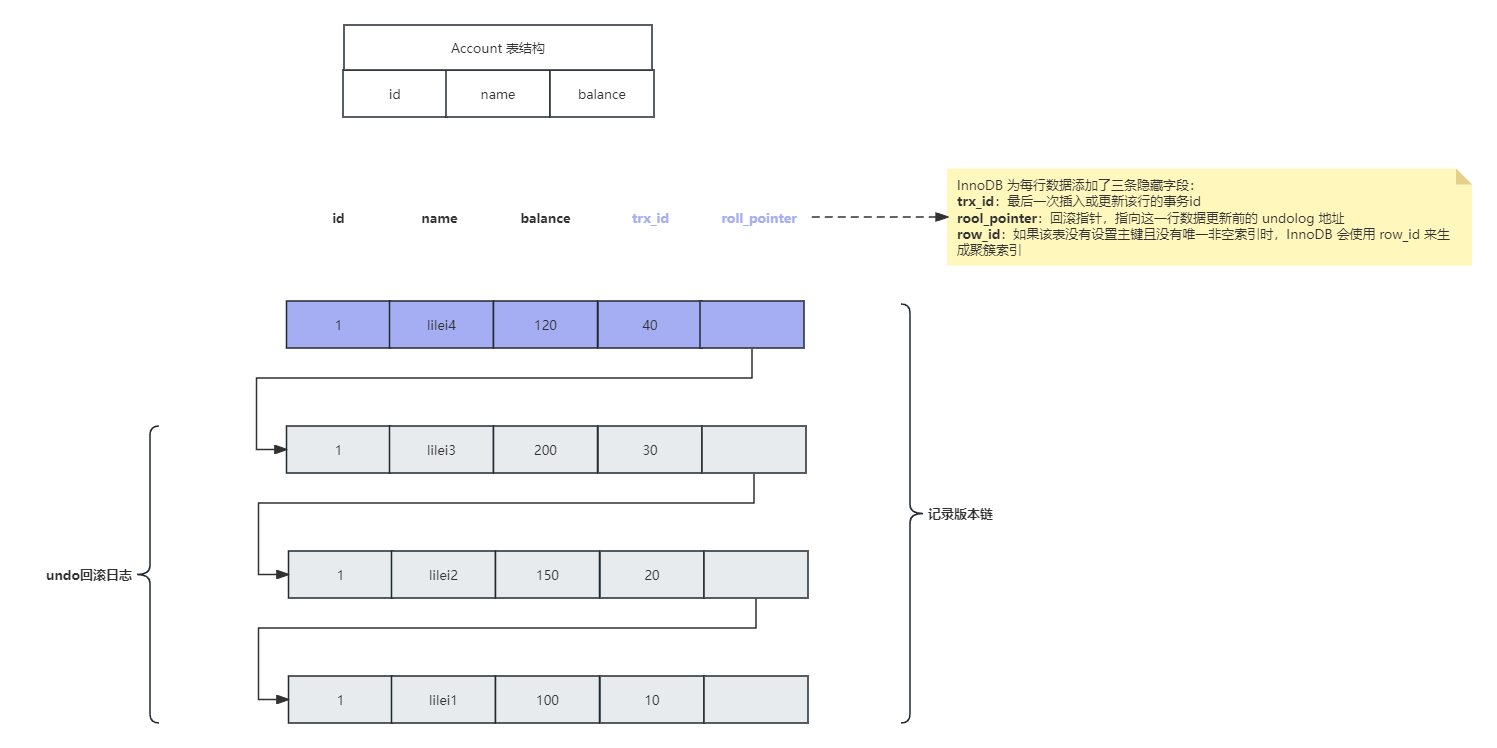 Account 表结构
id name balance
InnoDB 为每行数据添加了三条隐藏字段：
trx_id：最后一次插入或更新该行的事务id
rool_pointer：回滚指针，指向这一行数据更新前的 undolog 地址
row_id：如果该表没有设置主键且没有唯一非空索引时，InnoDB 会使用 row_id 来生
成聚簇索引
id name balance trx_id roll_pointer
1 lilei4 120 40
1 lilei3 200 30
记录版本链
undo回滚日志
1 lilei2 150 20
1 lilei1 100 10